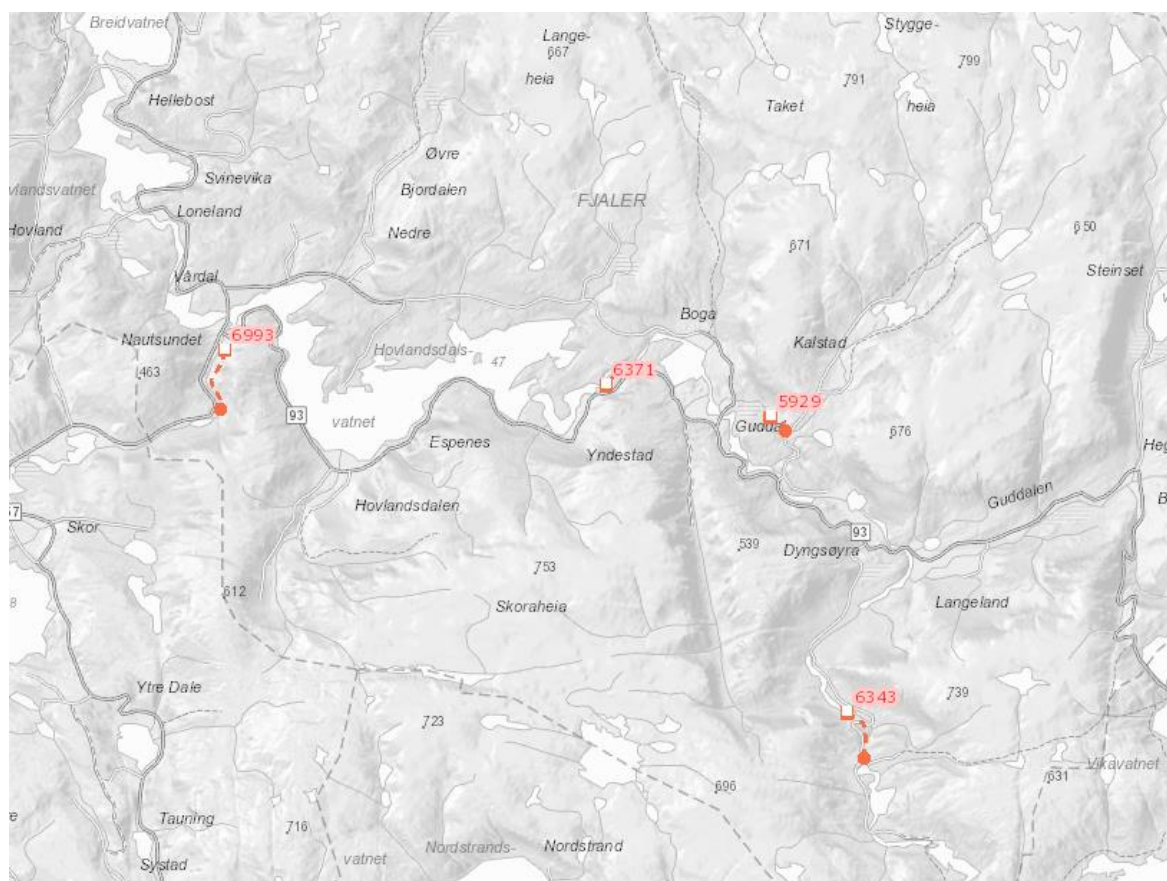 Breidvatnet
Lange-
667
heia
Stygge-
799
791
Taket
heia
Hellebost
Øvre
Bjordalen
Nedre
Svinevika
vlandsvatnet
Loneland
Hovland
FJALER
671
650
Steinset
Vårdal
Boga
Kalstad
Nautsundet
6993
463
Hovlandsdals-
47
6371
5929
93
vatnet
Espenes
Yndestad
Gudda
676
Heg
Guddalen
Hovlandsdalen
57
Skor
93
539
Dyngsøyra
753
612
Skoraheia
Langeland
8
Ytre Dale
723
6343
739
696
631
Vikavatnet
Tauning
716
Systad
vatnet
Nordstrands-
Nordstrand